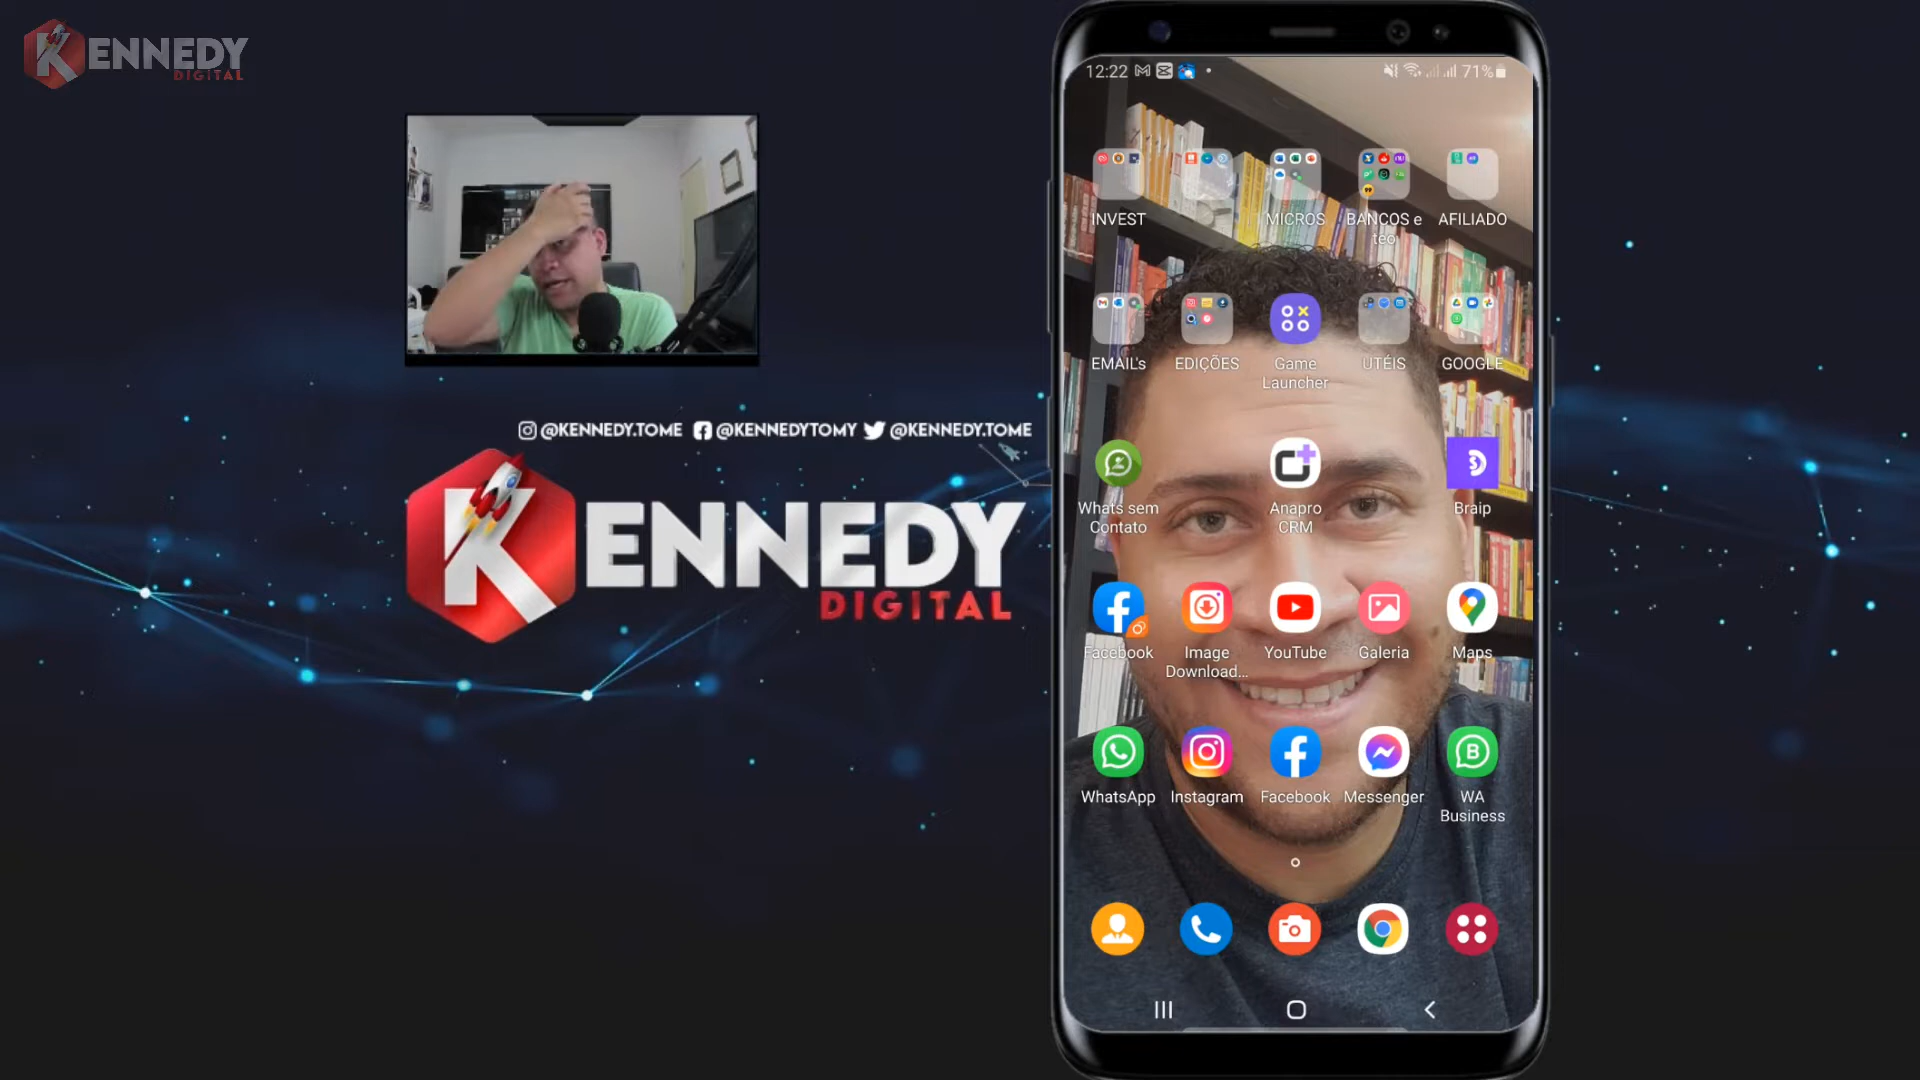 KENNEDY
DIGITAL
12:22
71%
INVEST
MICROS
BANCOS e
teo
AFILIADO
EMAIL's
EDIÇÕES
Game
Launcher
UTÉIS
GOOGLE
@KENNEDY.TOME @KENNEDYTOMY @KENNEDY.TOME
KENNEDY
DIGITAL
Whats sem
Contato
Anapro
CRM
Braip
Facebook
Image
Download...
YouTube
Galeria
Maps
WhatsApp
Instagram
Facebook
Messenger
WA
Business